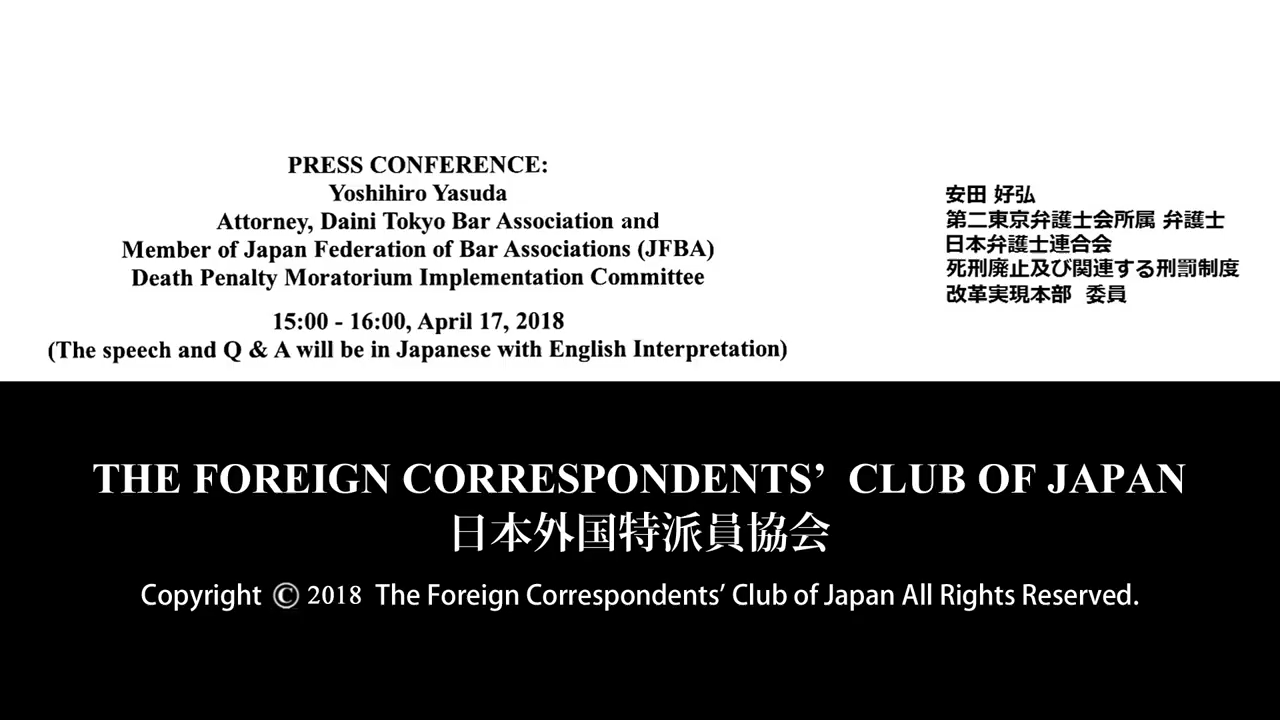 PRESS CONFERENCE:
Yoshihiro Yasuda
Attorney, Daini Tokyo Bar Association and
Member of Japan Federation of Bar Associations (JFBA)
Death Penalty Moratorium Implementation Committee
15:00 - 16:00, April 17, 2018
(The speech and Q & A will be in Japanese with English Interpretation)
安田 好弘
第二東京弁護士会所属 弁護士
日本弁護士連合会
死刑廃止及び関連する刑罰制度
改革実現本部 委員
THE FOREIGN CORRESPONDENTS’ CLUB OF JAPAN
日本外国特派員協会
Copyright © 2018 The Foreign Correspondents’ Club of Japan All Rights Reserved.